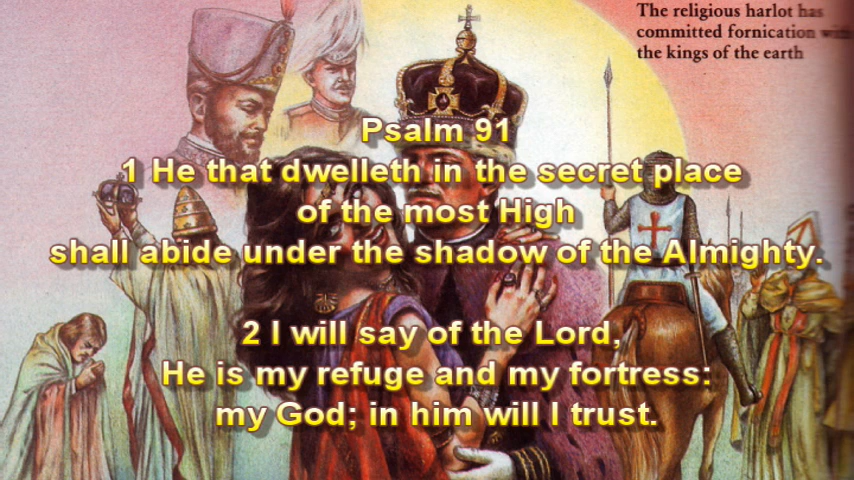 The religious harlot has
committed fornication with
the kings of the earth
Psalm 91
1 He that dwelleth in the secret place
of the most High
shall abide under the shadow of the Almighty.
2 I will say of the Lord,
He is my refuge and my fortress:
my God; in him will I trust.